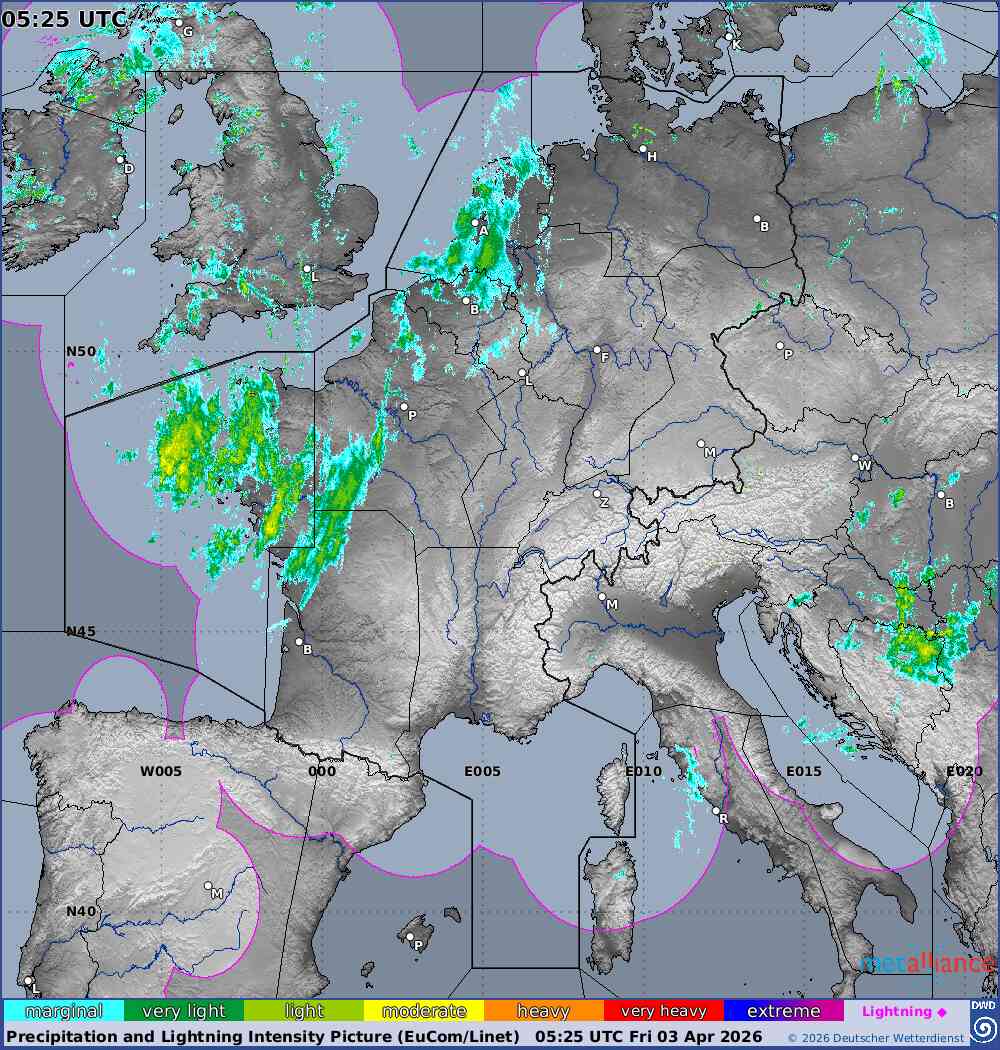 05:25 UTC
G
K
D
H
A
B
L
B
N50
F
P
L
P
M
W
Z
B
M
N45
B
W005
000
E005
E010
E015
E020
R
M
N40
P
metalliance
L
marginal very light light moderate heavy very heavy extreme Lightning ◆
DWD
Precipitation and Lightning Intensity Picture (EuCom/Linet) 05:25 UTC Fri 03 Apr 2026 © 2026 Deutscher Wetterdienst